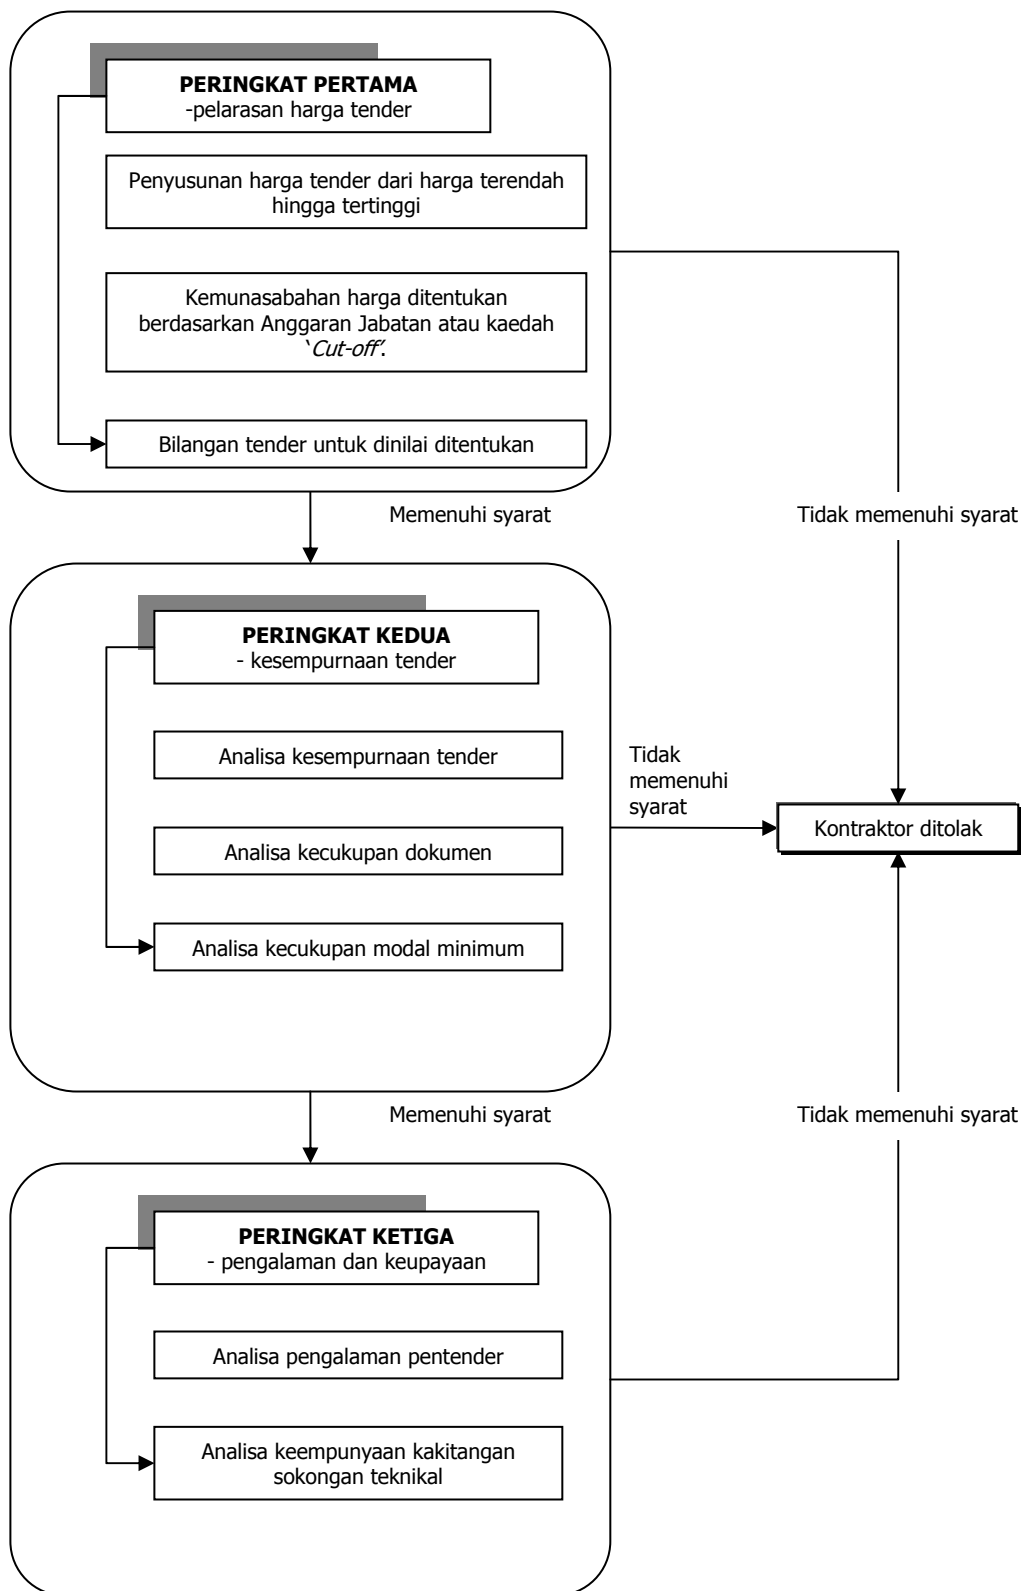 PERINGKAT PERTAMA
-pelarasan harga tender
Penyusunan harga tender dari harga terendah
hingga tertinggi
Kemunasabahan harga ditentukan
berdasarkan Anggaran Jabatan atau kaedah
‘Cut-off’.
Bilangan tender untuk dinilai ditentukan
Memenuhi syarat
Tidak memenuhi syarat
PERINGKAT KEDUA
- kesempurnaan tender
Analisa kesempurnaan tender
Analisa kecukupan dokumen
Analisa kecukupan modal minimum
Tidak
memenuhi
syarat
Kontraktor ditolak
Memenuhi syarat
Tidak memenuhi syarat
PERINGKAT KETIGA
- pengalaman dan keupayaan
Analisa pengalaman pentender
Analisa keempunyaan kakitangan
sokongan teknikal